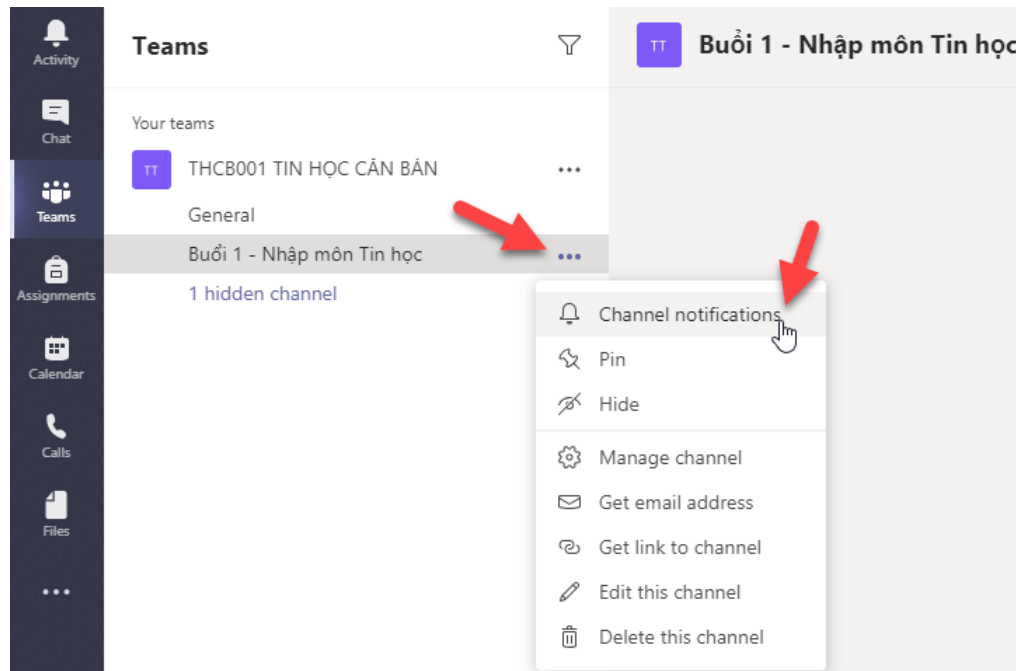 Activity
Chat
Teams
Assignments
Calendar
Calls
Files
Teams
Your teams
TT THCB001 TIN HỌC CĂN BẢN
General
Buổi 1 - Nhập môn Tin học
1 hidden channel
Channel notifications
Pin
Hide
Manage channel
Get email address
Get link to channel
Edit this channel
Delete this channel
TT Buổi 1 - Nhập môn Tin học